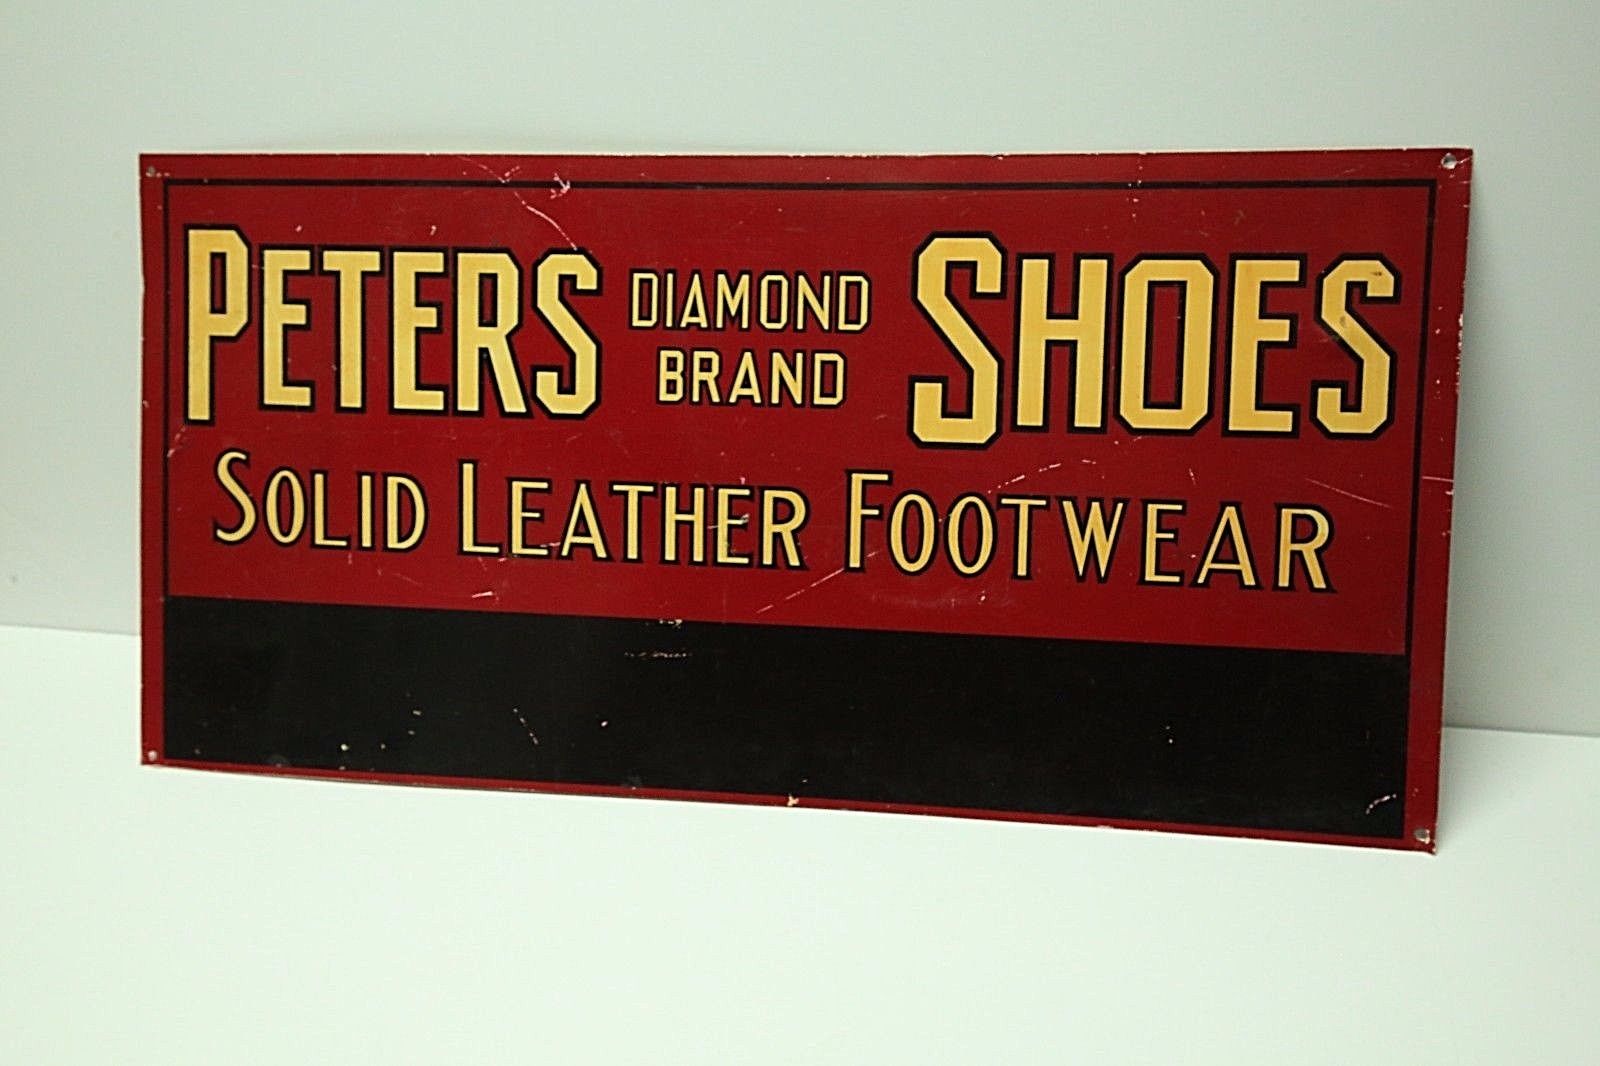 PETERS DIAMOND BRAND SHOES
SOLID LEATHER FOOTWEAR